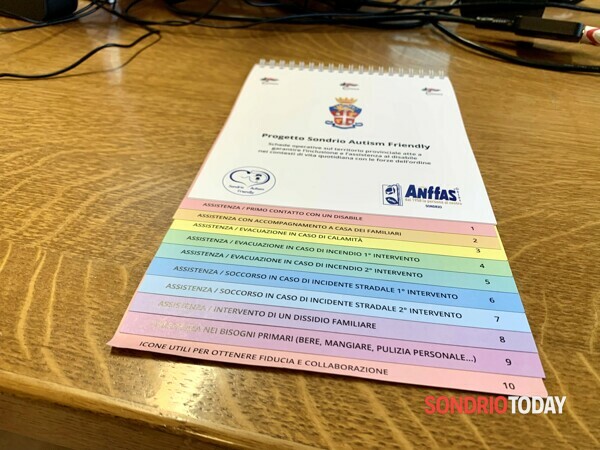 Progetto Sondrio Autism Friendly
Schede operative sul territorio provinciale atte a
garantire l'inclusione e l'assistenza al disabile
nei contesti di vita quotidiana con le forze dell'ordine
Sondrio Autism
Friendly
Anffas
SONDRIO
ASSISTENZA / PRIMO CONTATTO CON UN DISABILE 1
ASSISTENZA CON ACCOMPAGNAMENTO A CASA DEI FAMILIARI 2
ASSISTENZA / EVACUAZIONE IN CASO DI CALAMITÀ 3
ASSISTENZA / EVACUAZIONE IN CASO DI INCENDIO 1° INTERVENTO 4
ASSISTENZA / EVACUAZIONE IN CASO DI INCENDIO 2° INTERVENTO 5
ASSISTENZA / SOCCORSO IN CASO DI INCIDENTE STRADALE 1° INTERVENTO 6
ASSISTENZA / SOCCORSO IN CASO DI INCIDENTE STRADALE 2° INTERVENTO 7
ASSISTENZA / INTERVENTO DI UN DISSIDIO FAMILIARE 8
ASSISTENZA NEI BISOGNI PRIMARI (BERE, MANGIARE, PULIZIA PERSONALE...) 9
ICONE UTILI PER OTTENERE FIDUCIA E COLLABORAZIONE 10
SONDRIOTODAY